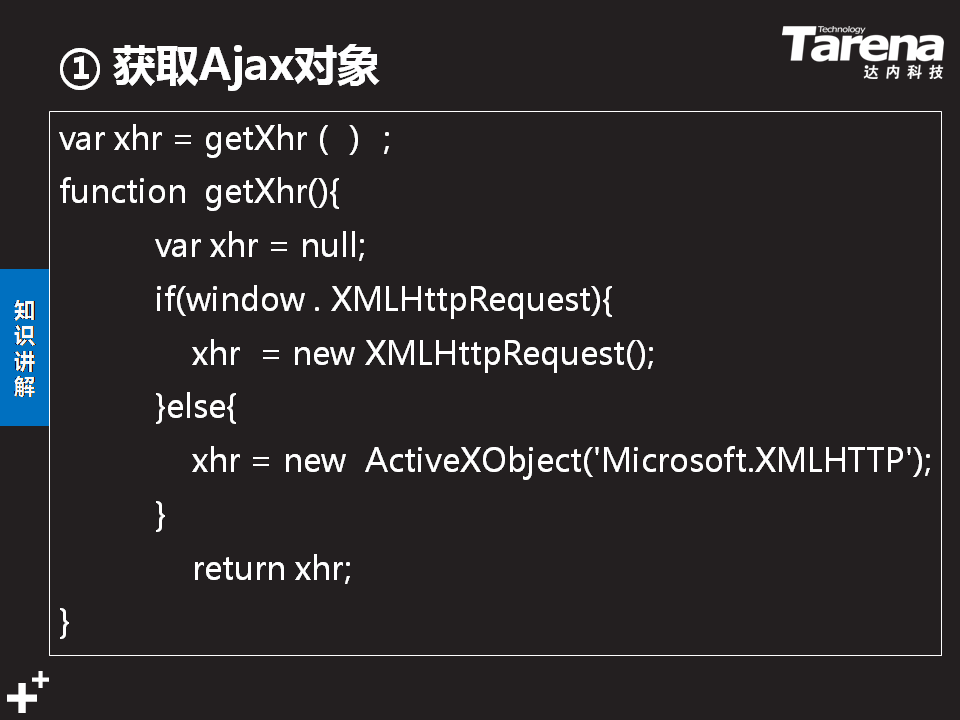 ① 获取Ajax对象
Technology
Tarena
达内科技
var xhr = getXhr ( ) ;
function getXhr(){
var xhr = null;
if(window . XMLHttpRequest){
xhr = new XMLHttpRequest();
}else{
xhr = new ActiveXObject('Microsoft.XMLHTTP');
}
return xhr;
}
知识讲解